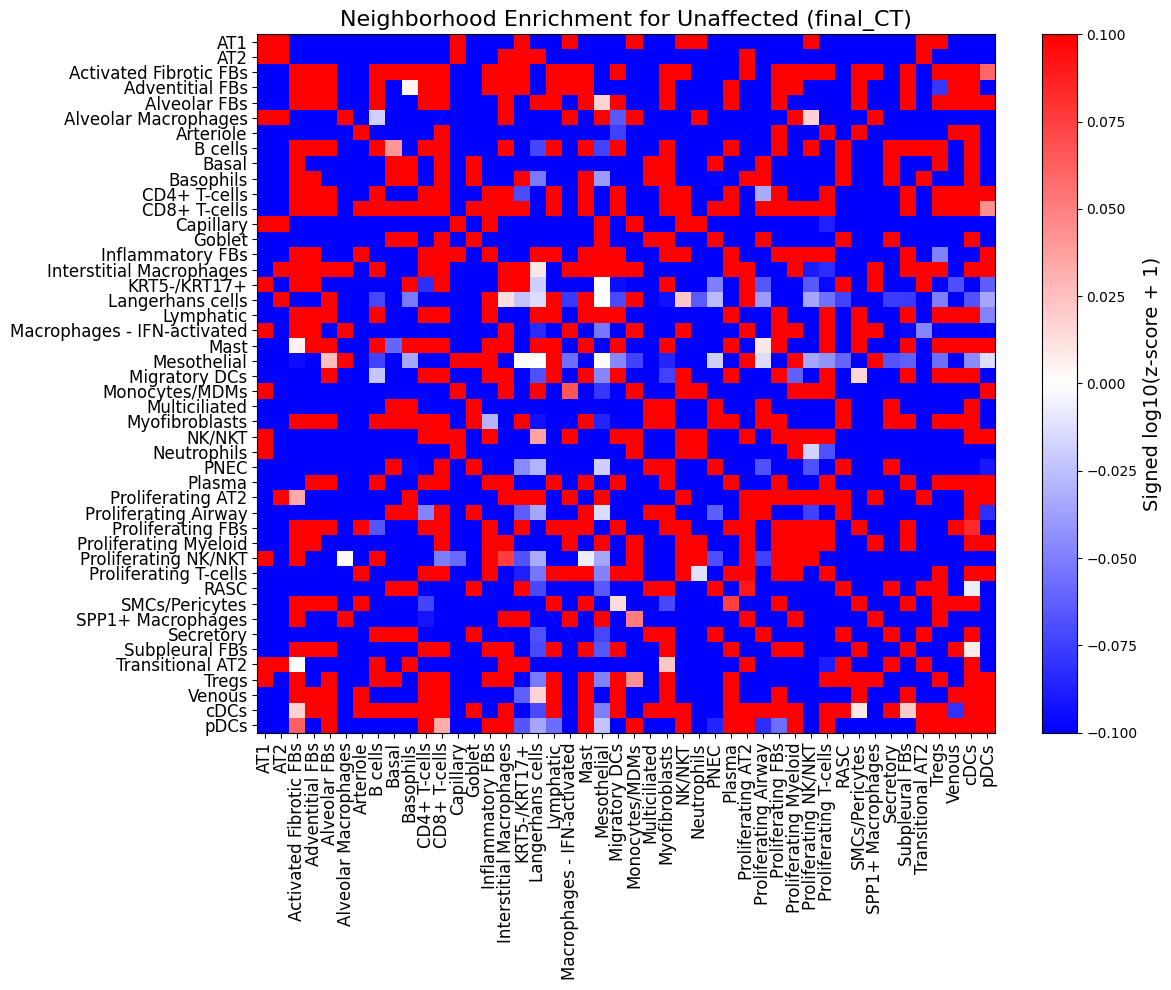 Neighborhood Enrichment for Unaffected (final_CT)
AT1
AT2
Activated Fibrotic FBs
Adventitial FBs
Alveolar FBs
Alveolar Macrophages
Arteriole
B cells
Basal
Basophils
CD4+ T-cells
CD8+ T-cells
Capillary
Goblet
Inflammatory FBs
Interstitial Macrophages
KRT5-/KRT17+
Langerhans cells
Lymphatic
Macrophages - IFN-activated
Mast
Mesothelial
Migratory DCs
Monocytes/MDMs
Multiciliated
Myofibroblasts
NK/NKT
Neutrophils
PNEC
Plasma
Proliferating AT2
Proliferating Airway
Proliferating FBs
Proliferating Myeloid
Proliferating NK/NKT
Proliferating T-cells
RASC
SMCs/Pericytes
SPP1+ Macrophages
Secretory
Subpleural FBs
Transitional AT2
Tregs
Venous
cDCs
pDCs
AT1
AT2
Activated Fibrotic FBs
Adventitial FBs
Alveolar FBs
Alveolar Macrophages
Arteriole
B cells
Basal
Basophils
CD4+ T-cells
CD8+ T-cells
Capillary
Goblet
Inflammatory FBs
Interstitial Macrophages
KRT5-/KRT17+
Langerhans cells
Lymphatic
Macrophages - IFN-activated
Mast
Mesothelial
Migratory DCs
Monocytes/MDMs
Multiciliated
Myofibroblasts
NK/NKT
Neutrophils
PNEC
Plasma
Proliferating AT2
Proliferating Airway
Proliferating FBs
Proliferating Myeloid
Proliferating NK/NKT
Proliferating T-cells
RASC
SMCs/Pericytes
SPP1+ Macrophages
Secretory
Subpleural FBs
Transitional AT2
Tregs
Venous
cDCs
pDCs
0.100
0.075
0.050
0.025
0.000
−0.025
−0.050
−0.075
−0.100
Signed log10(z-score + 1)